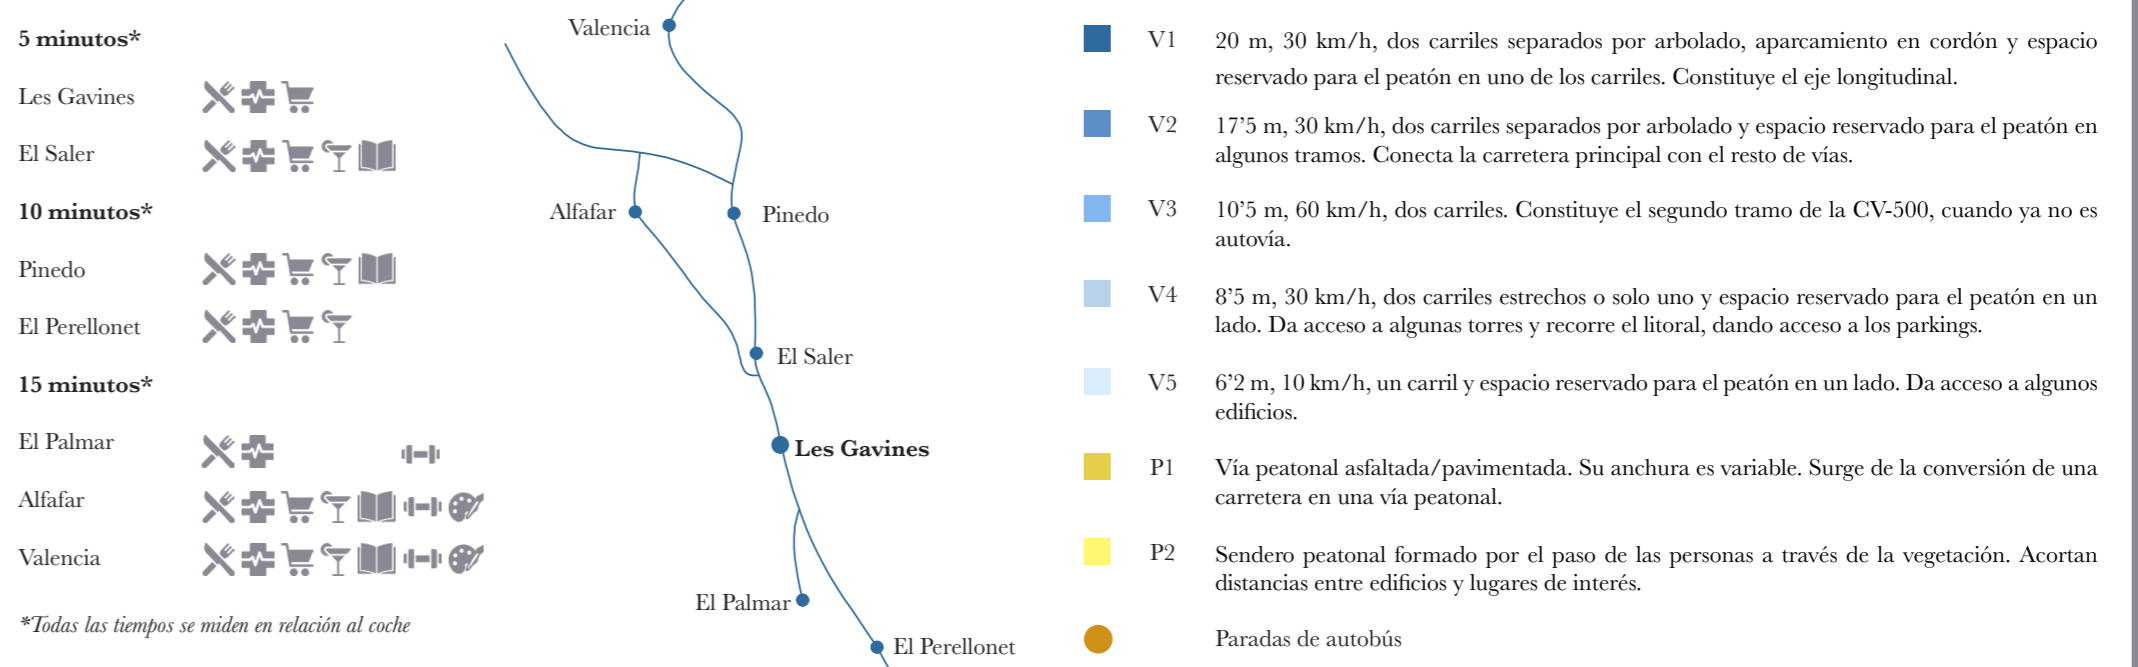 5 minutos*
Les Gavines
El Saler
10 minutos*
Pinedo
El Perellonet
15 minutos*
El Palmar
Alfafar
Valencia
*Todas las tiempos se miden en relación al coche
Valencia
Alfafar
Pinedo
El Saler
Les Gavines
El Palmar
El Perellonet
V1 20 m, 30 km/h, dos carriles separados por arbolado, aparcamiento en cordón y espacio
reservado para el peatón en uno de los carriles. Constituye el eje longitudinal.
V2 17'5 m, 30 km/h, dos carriles separados por arbolado y espacio reservado para el peatón en
algunos tramos. Conecta la carretera principal con el resto de vías.
V3 10'5 m, 60 km/h, dos carriles. Constituye el segundo tramo de la CV-500, cuando ya no es
autovía.
V4 8'5 m, 30 km/h, dos carriles estrechos o solo uno y espacio reservado para el peatón en un
lado. Da acceso a algunas torres y recorre el litoral, dando acceso a los parkings.
V5 6'2 m, 10 km/h, un carril y espacio reservado para el peatón en un lado. Da acceso a algunos
edificios.
P1 Vía peatonal asfaltada/pavimentada. Su anchura es variable. Surge de la conversión de una
carretera en una vía peatonal.
P2 Sendero peatonal formado por el paso de las personas a través de la vegetación. Acortan
distancias entre edificios y lugares de interés.
Paradas de autobús